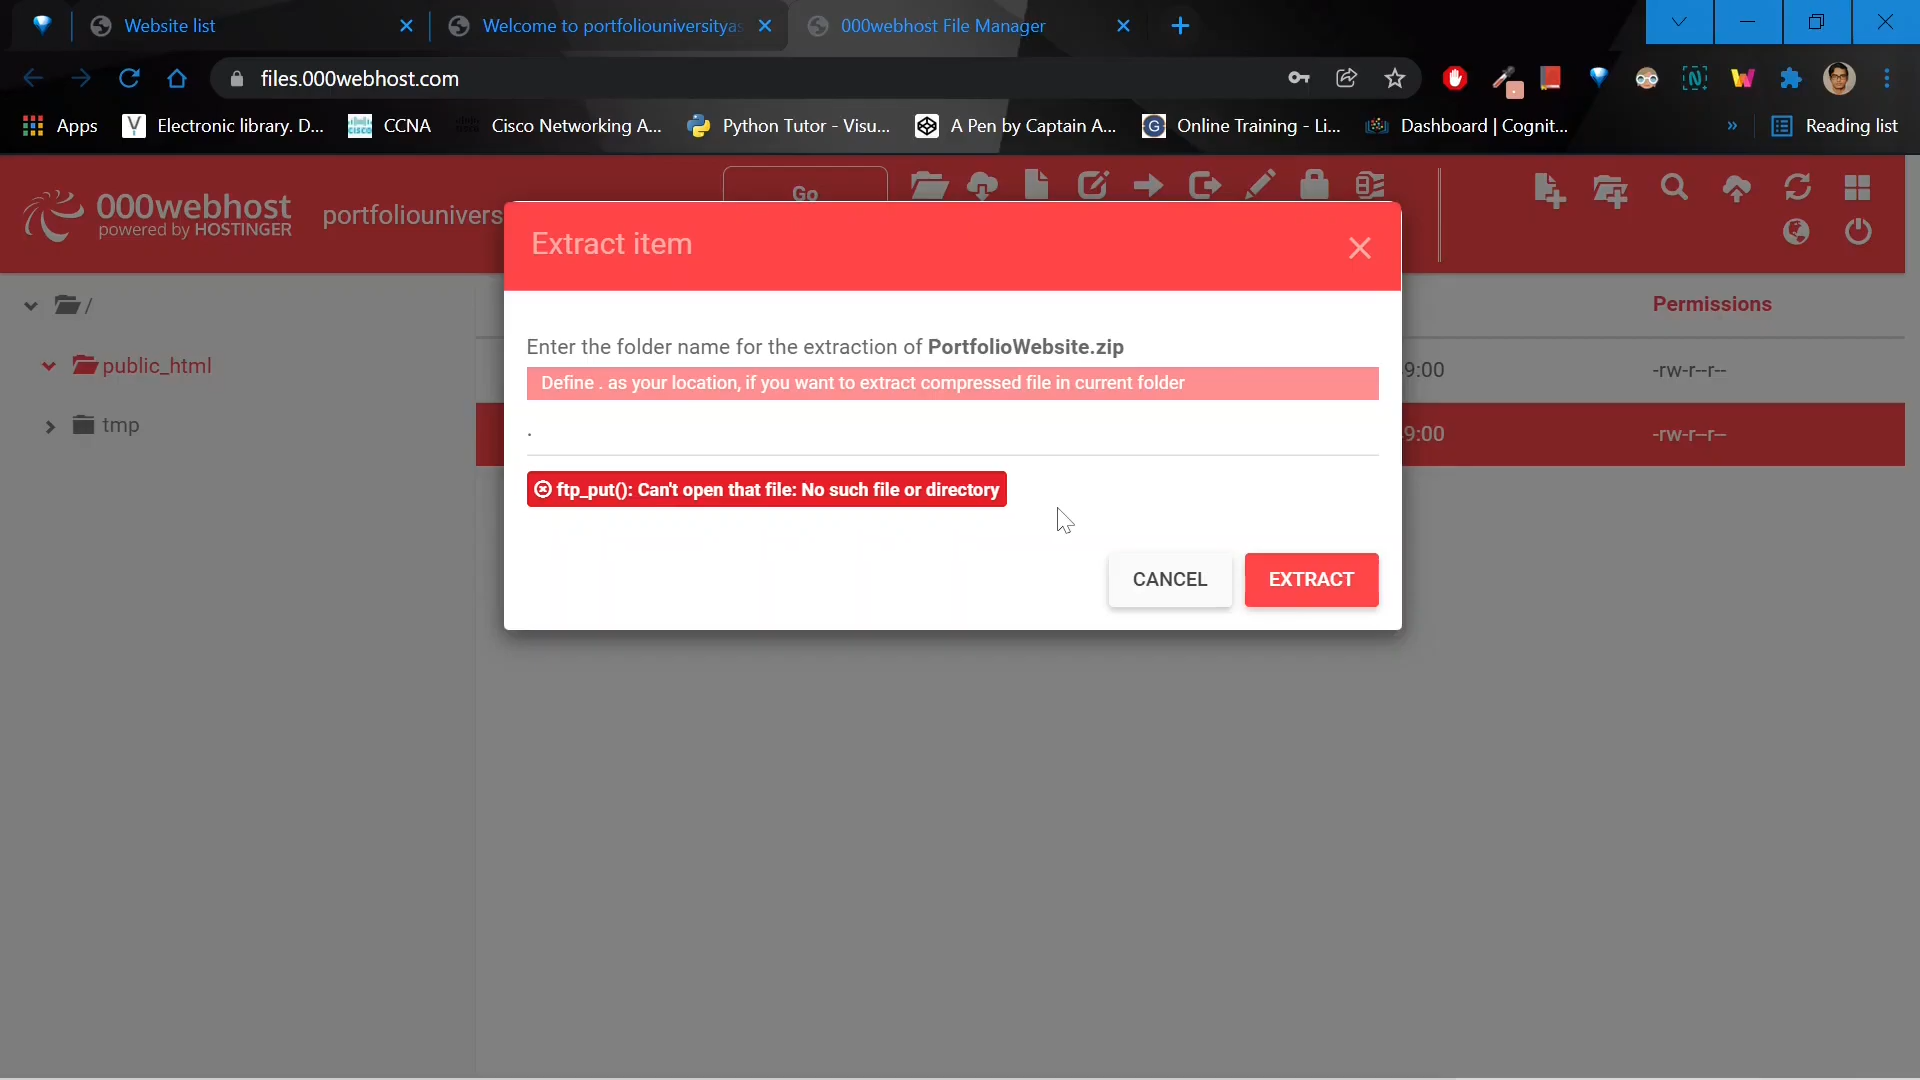 Website list
Welcome to portfoliouniversityas
000webhost File Manager
files.000webhost.com
Apps
Electronic library. D...
CCNA
Cisco Networking A...
Python Tutor - Visu...
A Pen by Captain A...
Online Training - Li...
Dashboard | Cognit...
»
Reading list
000webhost
powered by HOSTINGER
portfoliounivers
Go
Extract item
/
Permissions
Enter the folder name for the extraction of PortfolioWebsite.zip
public_html
9:00
-rw-r--r--
Define . as your location, if you want to extract compressed file in current folder
tmp
.
9:00
-rw-r--r--
ftp_put(): Can't open that file: No such file or directory
CANCEL
EXTRACT